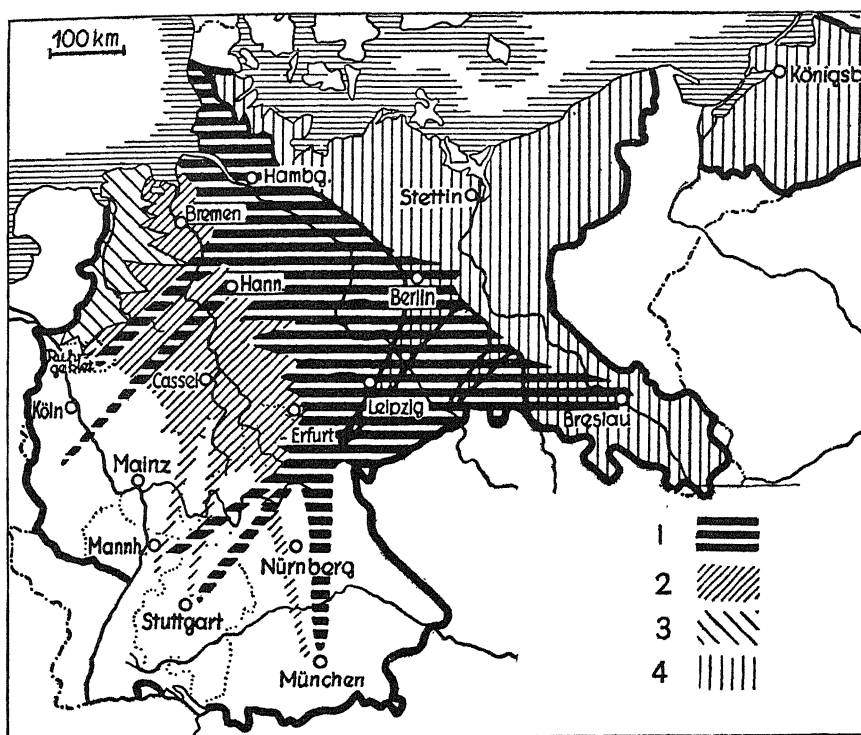 100 km
Königsb
Hambg.
Stettin
Bremen
Hann.
Berlin
Ruhr-
gebiet
Cassel
Köln
Leipzig
Erfurt
Breslau
Mainz
Mannh.
Nürnberg
Stuttgart
München
1
2
3
4